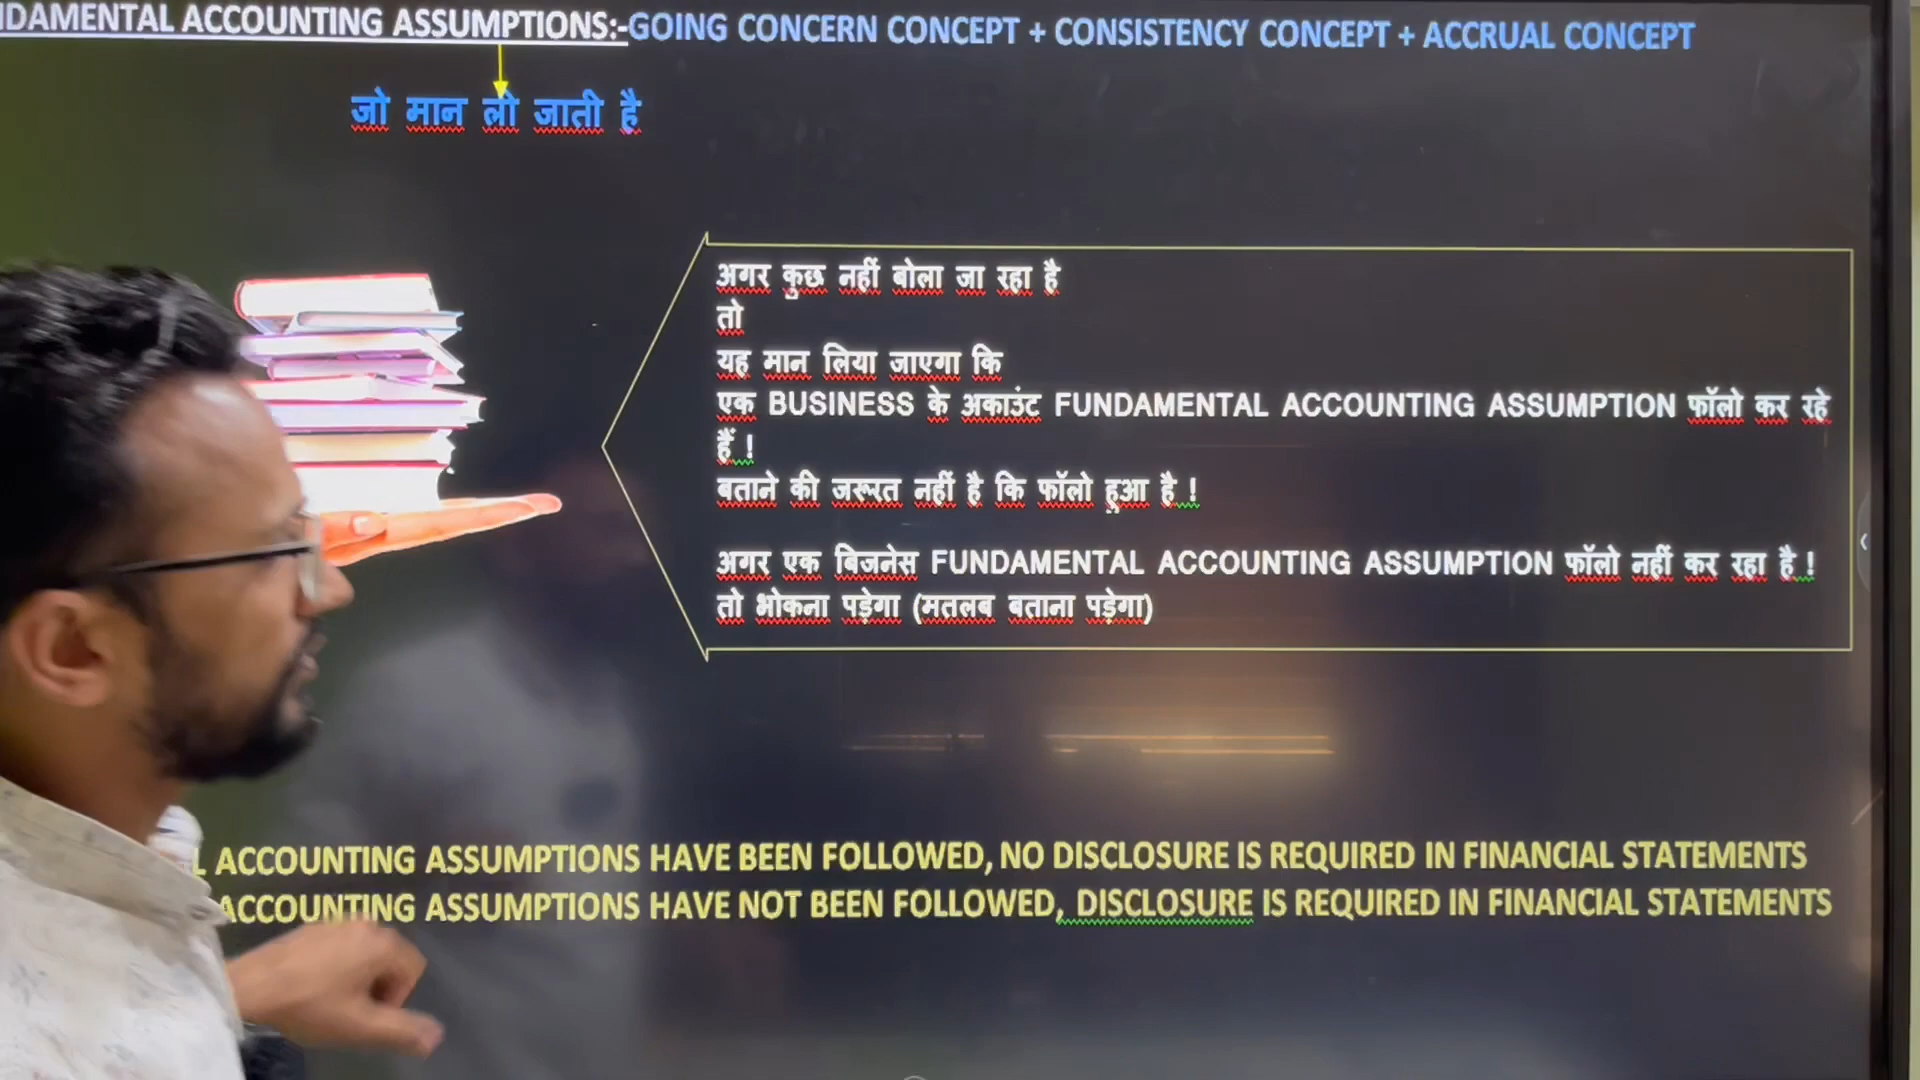 NDAMENTAL ACCOUNTING ASSUMPTIONS:-GOING CONCERN CONCEPT + CONSISTENCY CONCEPT + ACCRUAL CONCEPT
जो मान लो जाती है
अगर कुछ नहीं बोला जा रहा है
तो
यह मान लिया जाएगा कि
एक BUSINESS के अकाउंट FUNDAMENTAL ACCOUNTING ASSUMPTION फॉलो कर रहे
हैं !
बताने की जरूरत नहीं है कि फॉलो हुआ है !
अगर एक बिजनेस FUNDAMENTAL ACCOUNTING ASSUMPTION फॉलो नहीं कर रहा है !
तो भोकना पड़ेगा (मतलब बताना पड़ेगा)
L ACCOUNTING ASSUMPTIONS HAVE BEEN FOLLOWED, NO DISCLOSURE IS REQUIRED IN FINANCIAL STATEMENTS
ACCOUNTING ASSUMPTIONS HAVE NOT BEEN FOLLOWED, DISCLOSURE IS REQUIRED IN FINANCIAL STATEMENTS